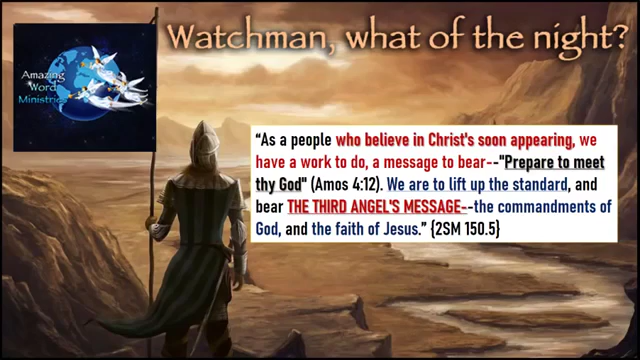 Watchman, what of the night?
Amazing
Word
Ministries
“As a people who believe in Christ's soon appearing, we
have a work to do, a message to bear--"Prepare to meet
thy God" (Amos 4:12). We are to lift up the standard, and
bear THE THIRD ANGEL'S MESSAGE--the commandments of
God, and the faith of Jesus.” {2SM 150.5}